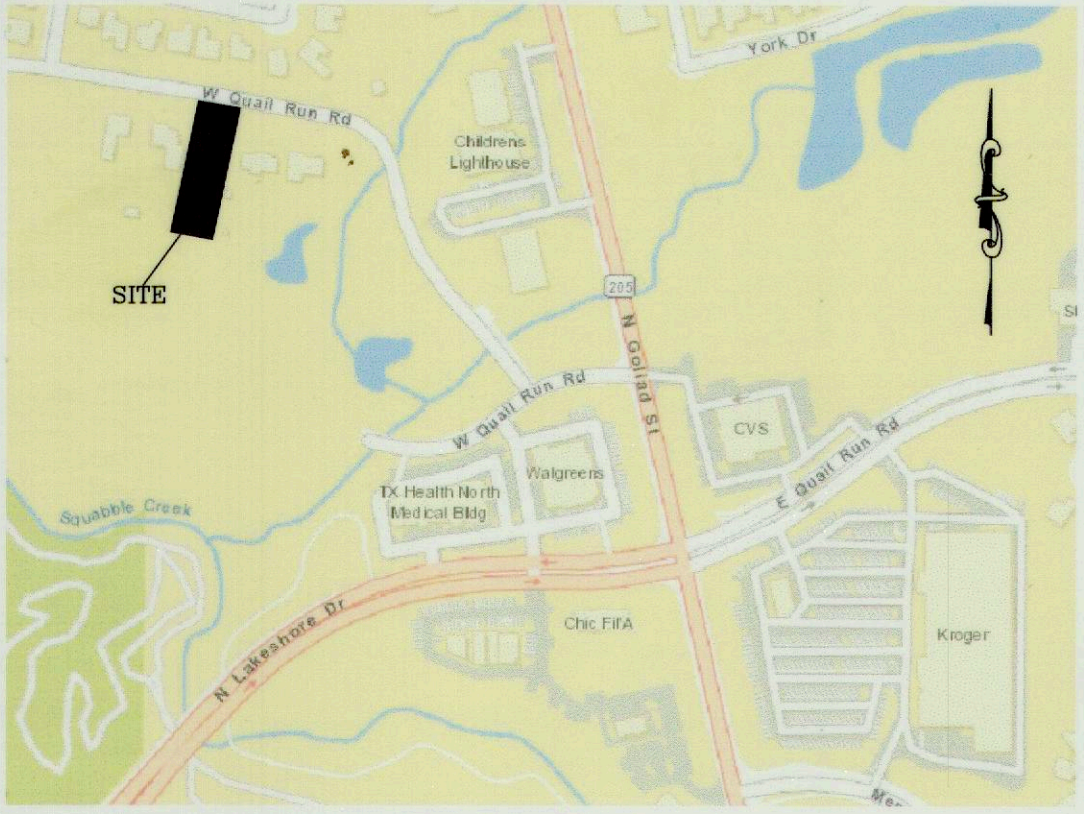 York Dr
W Quail Run Rd
Childrens
Lighthouse
SITE
205
N Goliad St
W Quail Run Rd
CVS
E Quail Run Rd
Walgreens
TX Health North
Medical Bldg
Squabble Creek
N Lakeshore Dr
Chic Fil'A
Kroger